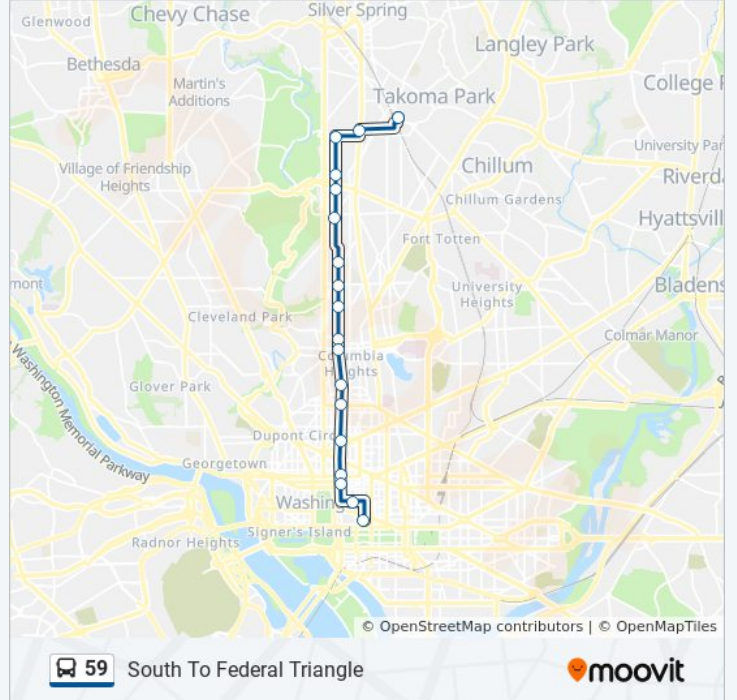 Glenwood
Chevy Chase
Silver Spring
Langley Park
Bethesda
Martin's
Additions
College P
Takoma Park
University Par
Village of Friendship
Heights
Chillum
Riverda
Chillum Gardens
Hyattsvill
Fort Totten
mont
University
Heights
Bladens
Cleveland Park
Colmar Manor
Columbia
Heights
Glover Park
Washington Memorial Parkway
Dupont Circ
Georgetown
Washing
Signer's Island
Radnor Heights
© OpenStreetMap contributors | © OpenMapTiles
59 South To Federal Triangle
moovit